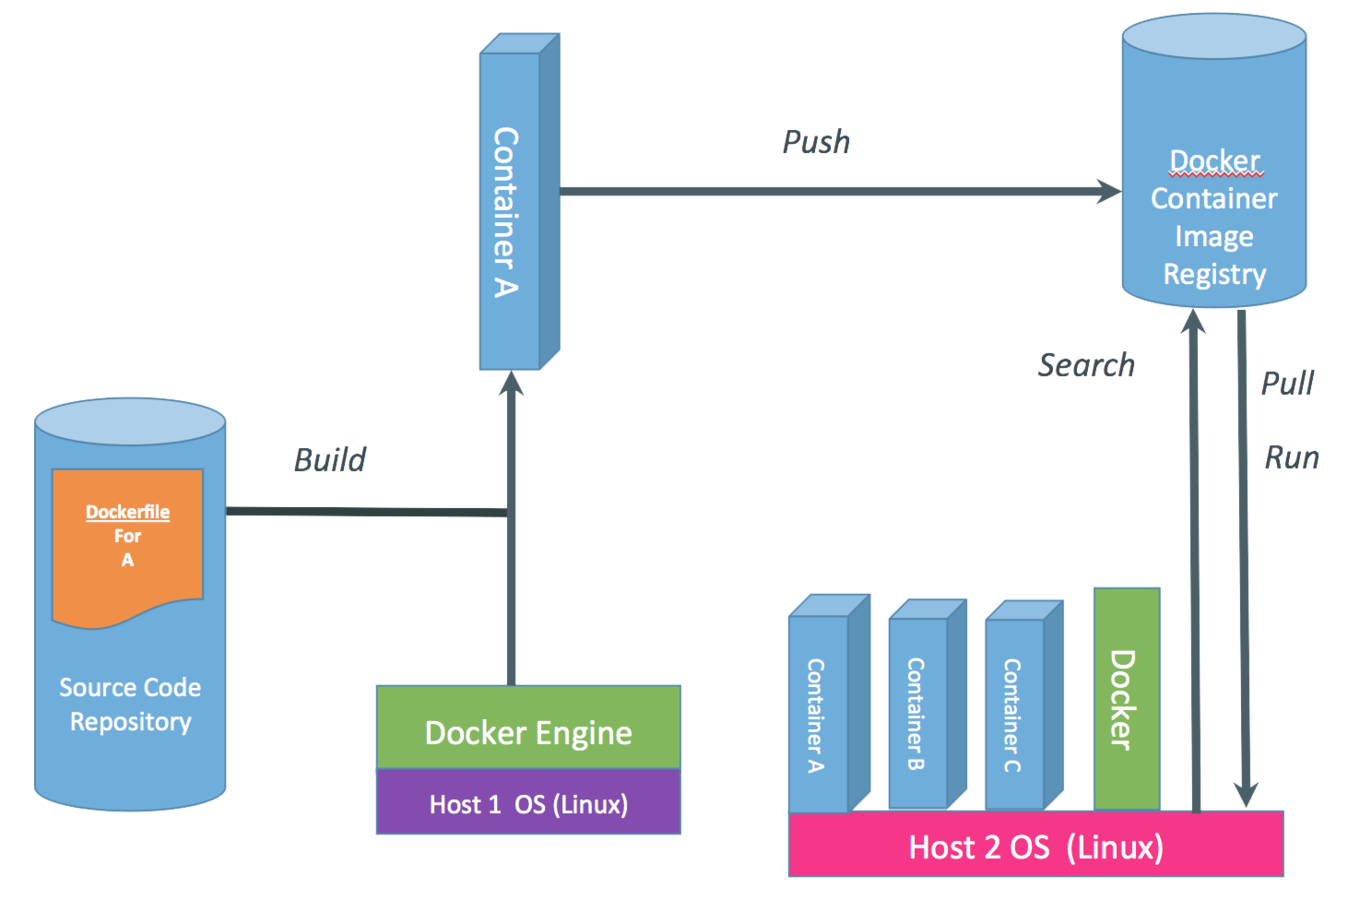 Container A
Push
Docker
Container
Image
Registry
Search
Pull
Run
Build
Dockerfile
For
A
Source Code
Repository
Docker Engine
Host 1  OS (Linux)
Container A
Container B
Container C
Docker
Host 2 OS  (Linux)